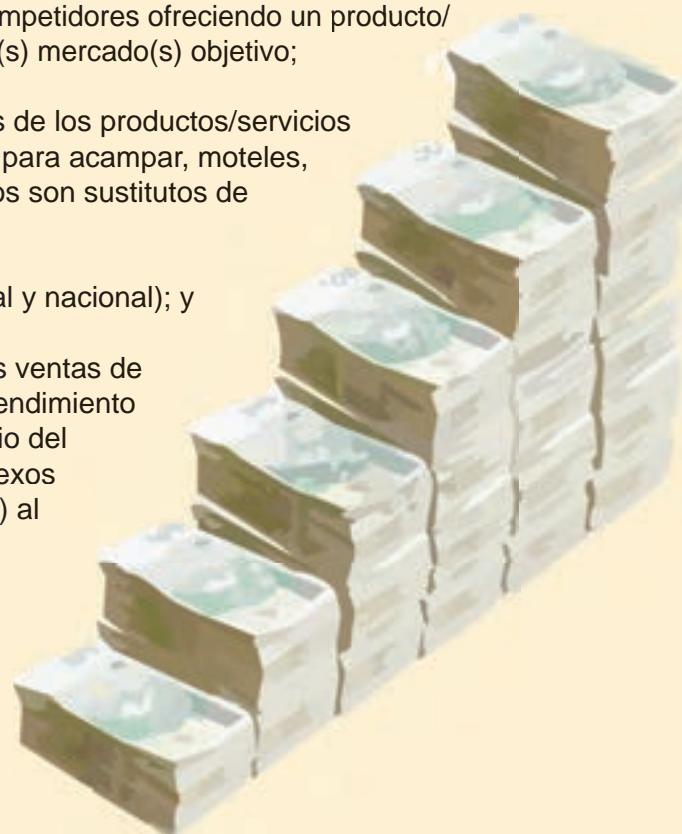 mpetidores ofreciendo un producto/
(s) mercado(s) objetivo;
s de los productos/servicios
para acampar, moteles,
os son sustitutos de
al y nacional); y
s ventas de
endimiento
io del
exos
) al